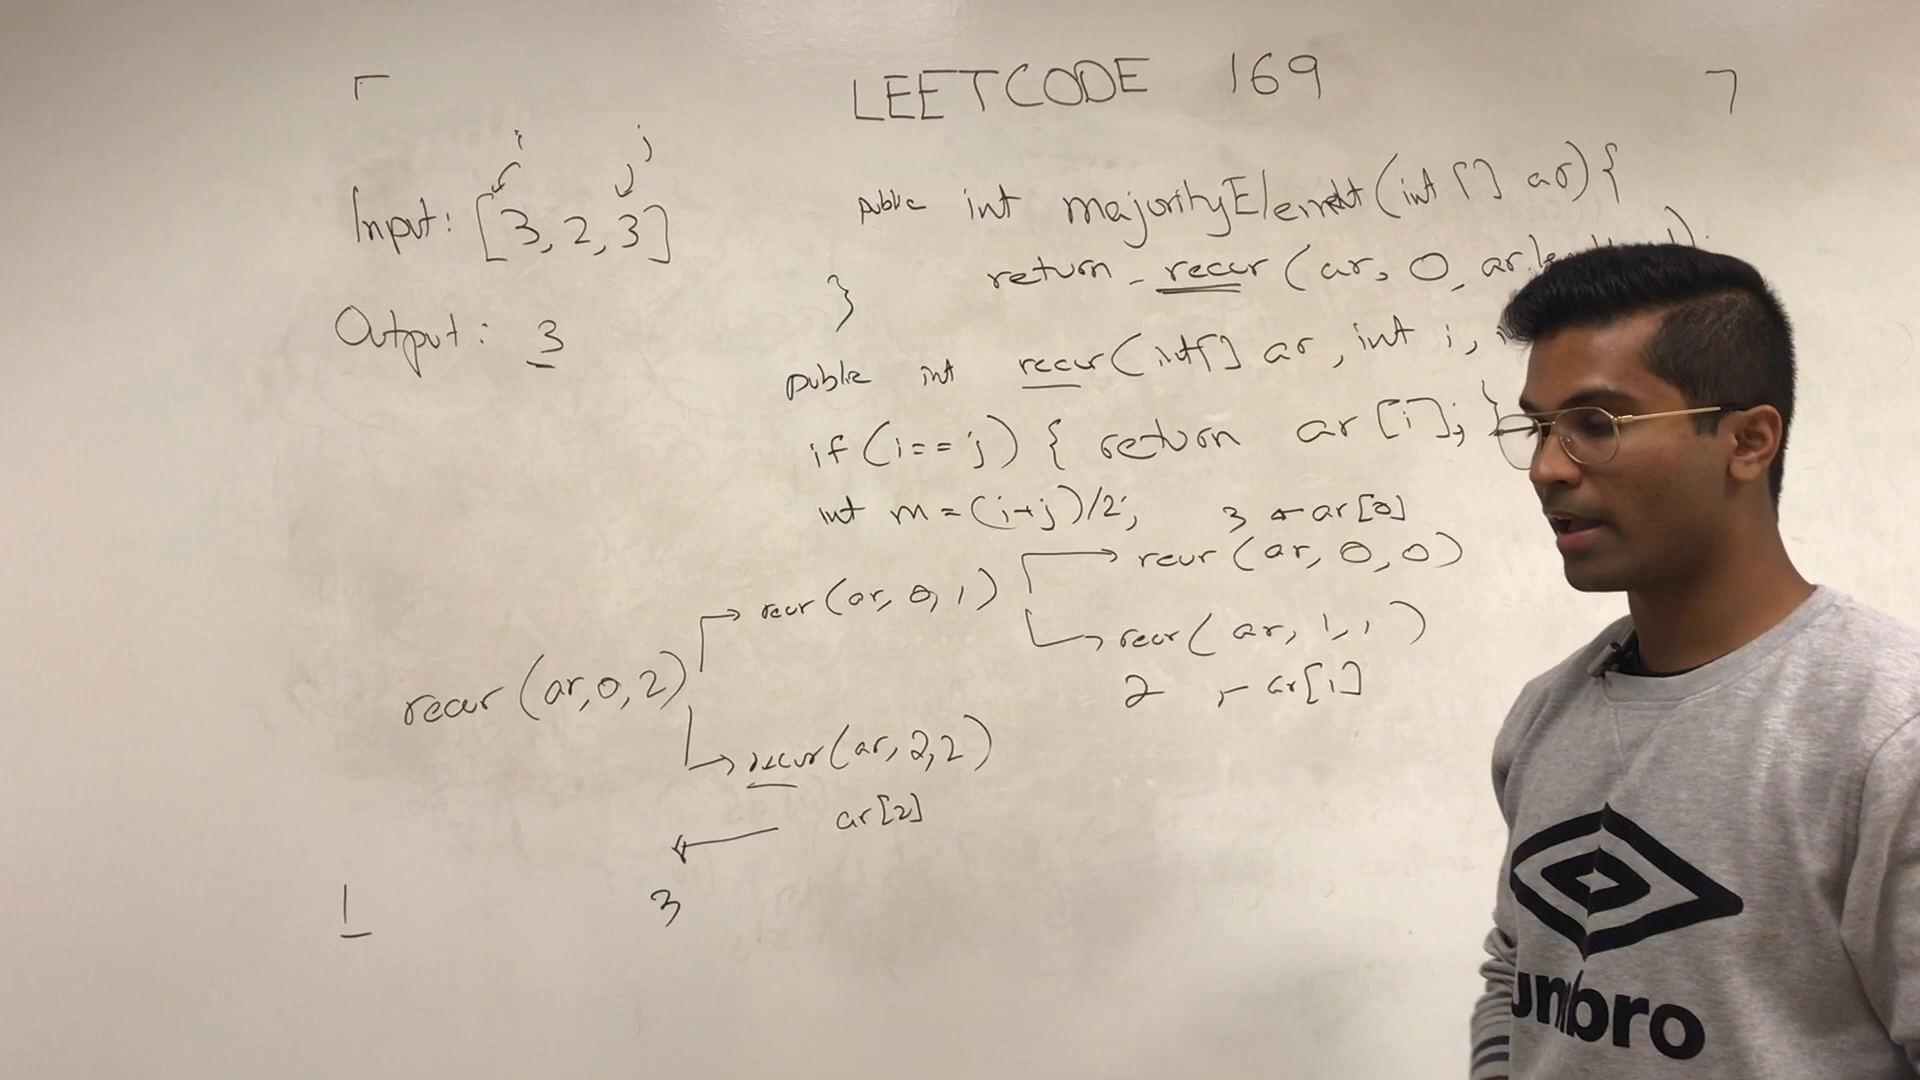 LEETCODE 169
i j
Input: [3, 2, 3]
Output: 3
public int majorityElement(int[] ar) {
return recur (ar, 0, ar.
}
public int recur(int[] ar, int i,
if (i == j) { return ar [i]; }
int m = (i+j)/2;
3 ← ar[0]
recur (ar, 0, 0)
recur (ar, 0, 1)
recur (ar, 1, 1)
2 ← ar[1]
recur (ar, 0, 2)
recur (ar, 2, 2)
ar[2]
3
umbro